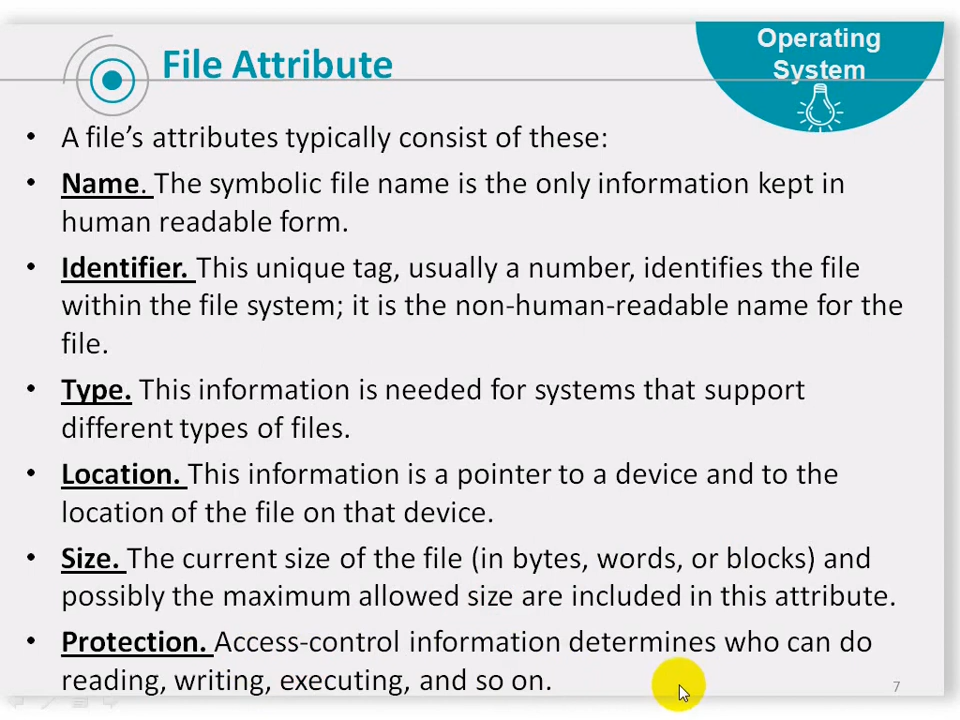 File Attribute
Operating
System
• A file’s attributes typically consist of these:
• Name. The symbolic file name is the only information kept in
human readable form.
• Identifier. This unique tag, usually a number, identifies the file
within the file system; it is the non-human-readable name for the
file.
• Type. This information is needed for systems that support
different types of files.
• Location. This information is a pointer to a device and to the
location of the file on that device.
• Size. The current size of the file (in bytes, words, or blocks) and
possibly the maximum allowed size are included in this attribute.
• Protection. Access-control information determines who can do
reading, writing, executing, and so on.
7